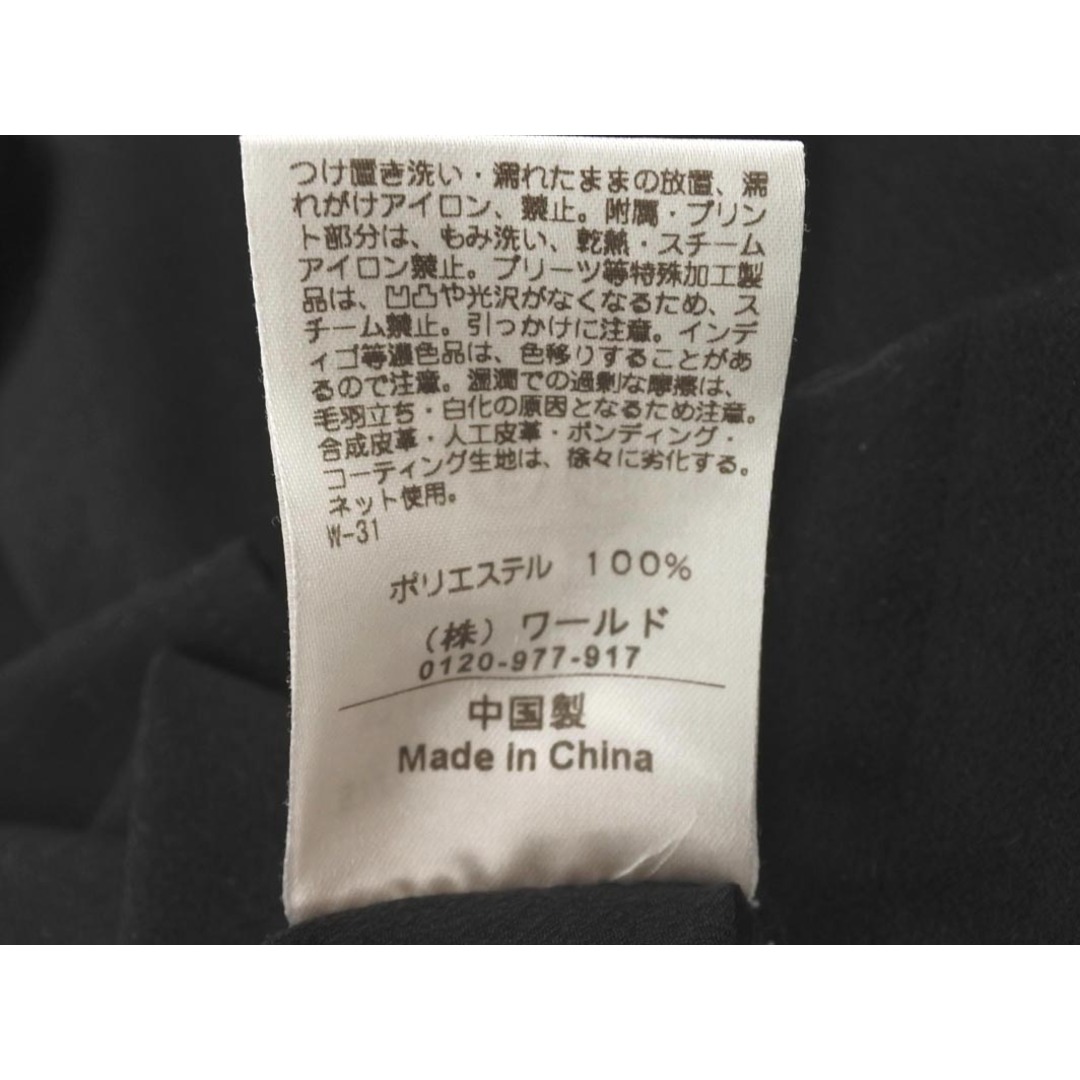 つけ置き洗い・濡れたままの放置、濡
れがけアイロン、禁止。附属・プリン
ト部分は、もみ洗い、乾熱・スチーム
アイロン禁止。プリーツ等特殊加工製
品は、凹凸や光沢がなくなるため、ス
チーム禁止。引っかけに注意。インデ
ィゴ等濃色品は、色移りすることがあ
るので注意。湿潤での過剰な摩擦は、
毛羽立ち・白化の原因となるため注意。
合成皮革・人工皮革・ボンディング・
コーティング生地は、徐々に劣化する。
ネット使用。
W-31
ポリエステル 100%
(株) ワールド
0120-977-917
中国製
Made in China